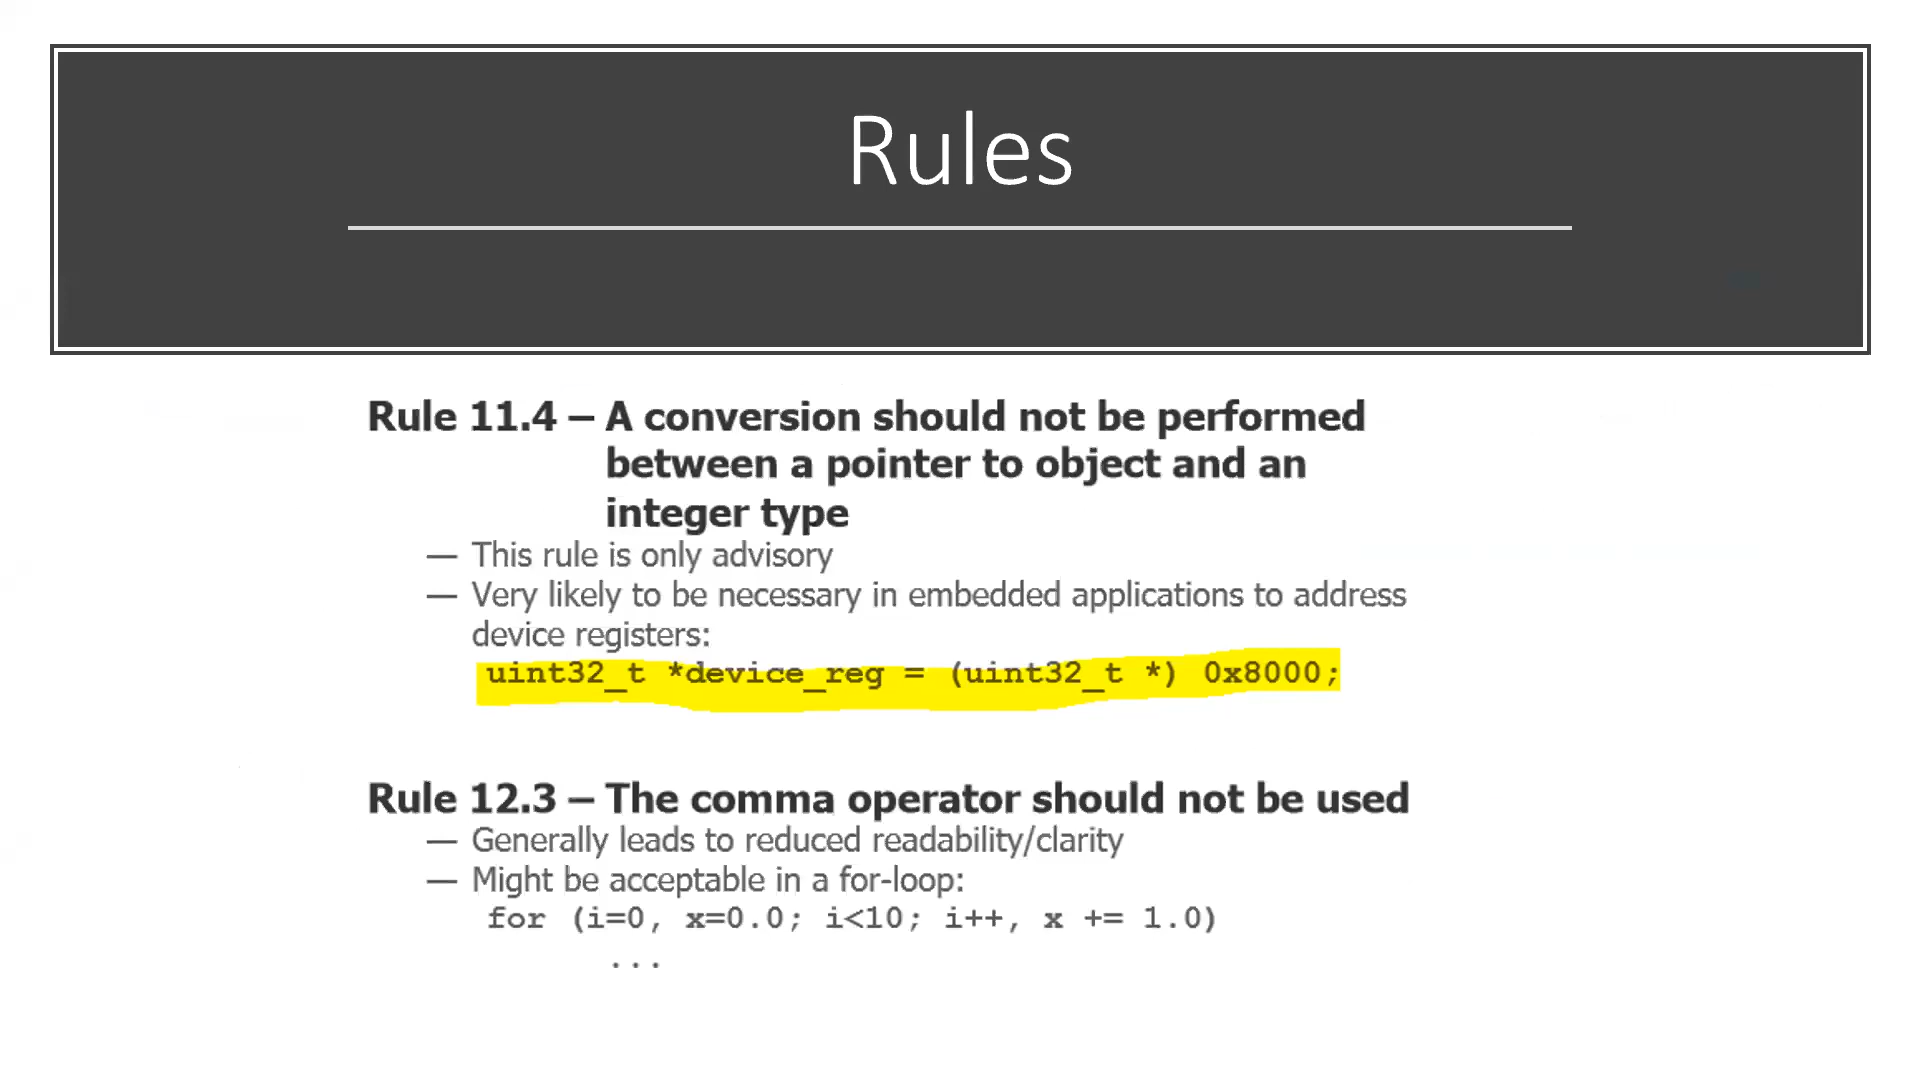 Rules
Rule 11.4 – A conversion should not be performed
between a pointer to object and an
integer type
— This rule is only advisory
— Very likely to be necessary in embedded applications to address
device registers:
uint32_t *device_reg = (uint32_t *) 0x8000;
Rule 12.3 – The comma operator should not be used
— Generally leads to reduced readability/clarity
— Might be acceptable in a for-loop:
for (i=0, x=0.0; i<10; i++, x += 1.0)
...